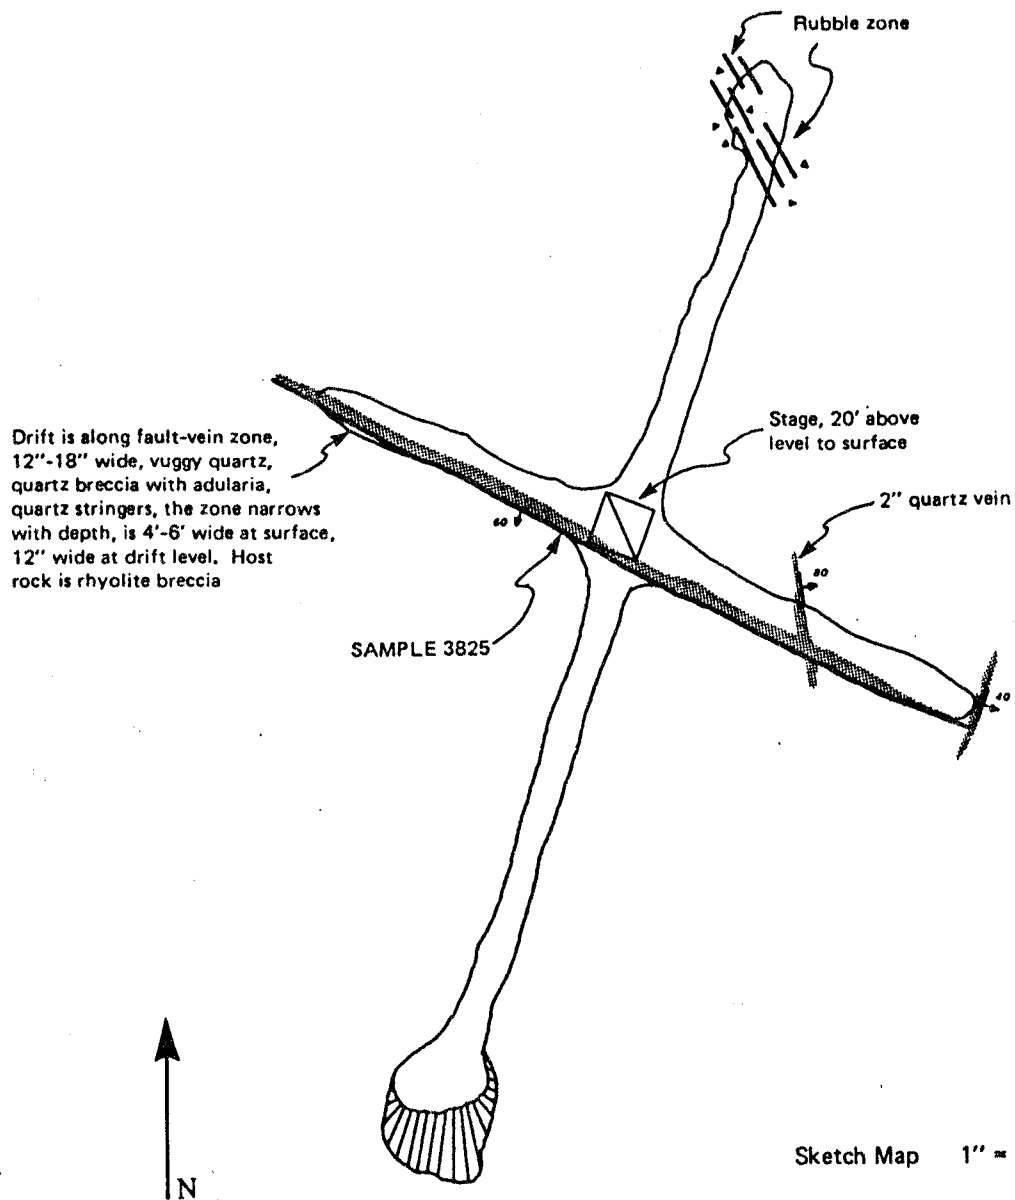 Rubble zone
Stage, 20' above
level to surface
Drift is along fault-vein zone,
12"-18" wide, vuggy quartz,
quartz breccia with adularia,
quartz stringers, the zone narrows
with depth, is 4'-6' wide at surface,
12" wide at drift level. Host
rock is rhyolite breccia
2" quartz vein
60
80
SAMPLE 3825
40
N
Sketch Map 1" ≈